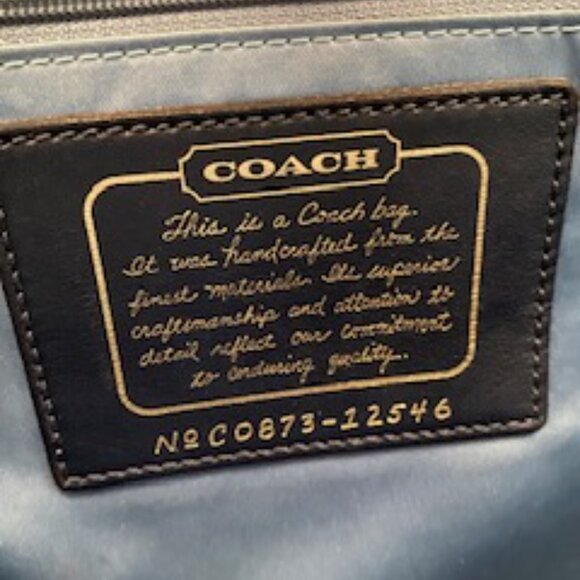 COACH
This is a Coach bag.
It was handcrafted from the
finest materials. Its superior
craftsmanship and attention to
detail reflect our commitment
to enduring quality.
No C0873-12546